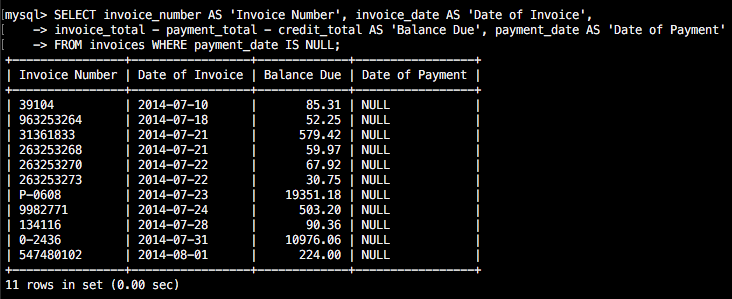 [mysql> SELECT invoice_number AS 'Invoice Number', invoice_date AS 'Date of Invoice',
[    -> invoice_total - payment_total - credit_total AS 'Balance Due', payment_date AS 'Date of Payment'
[    -> FROM invoices WHERE payment_date IS NULL;
+----------------+-----------------+-------------+-----------------+
| Invoice Number | Date of Invoice | Balance Due | Date of Payment |
+----------------+-----------------+-------------+-----------------+
| 39104          | 2014-07-10      |       85.31 | NULL            |
| 963253264      | 2014-07-18      |       52.25 | NULL            |
| 31361833       | 2014-07-21      |      579.42 | NULL            |
| 263253268      | 2014-07-21      |       59.97 | NULL            |
| 263253270      | 2014-07-22      |       67.92 | NULL            |
| 263253273      | 2014-07-22      |       30.75 | NULL            |
| P-0608         | 2014-07-23      |    19351.18 | NULL            |
| 9982771        | 2014-07-24      |      503.20 | NULL            |
| 134116         | 2014-07-28      |       90.36 | NULL            |
| 0-2436         | 2014-07-31      |    10976.06 | NULL            |
| 547480102      | 2014-08-01      |      224.00 | NULL            |
+----------------+-----------------+-------------+-----------------+
11 rows in set (0.00 sec)